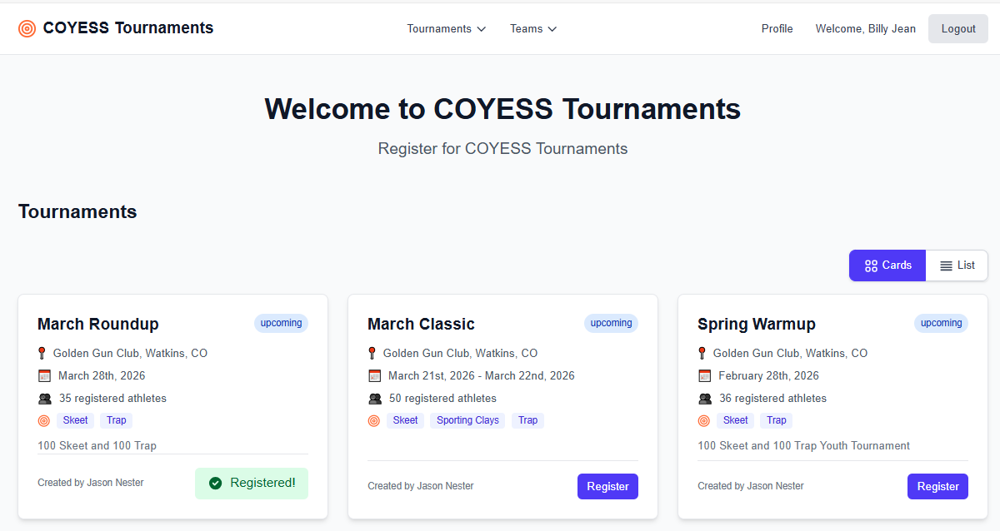 COYESS Tournaments
Tournaments
Teams
Profile
Welcome, Billy Jean
Logout
Welcome to COYESS Tournaments
Register for COYESS Tournaments
Tournaments
Cards
List
March Roundup
upcoming
Golden Gun Club, Watkins, CO
March 28th, 2026
35 registered athletes
Skeet
Trap
100 Skeet and 100 Trap
Created by Jason Nester
Registered!
March Classic
upcoming
Golden Gun Club, Watkins, CO
March 21st, 2026 - March 22nd, 2026
50 registered athletes
Skeet
Sporting Clays
Trap
Created by Jason Nester
Register
Spring Warmup
upcoming
Golden Gun Club, Watkins, CO
February 28th, 2026
36 registered athletes
Skeet
Trap
100 Skeet and 100 Trap Youth Tournament
Created by Jason Nester
Register